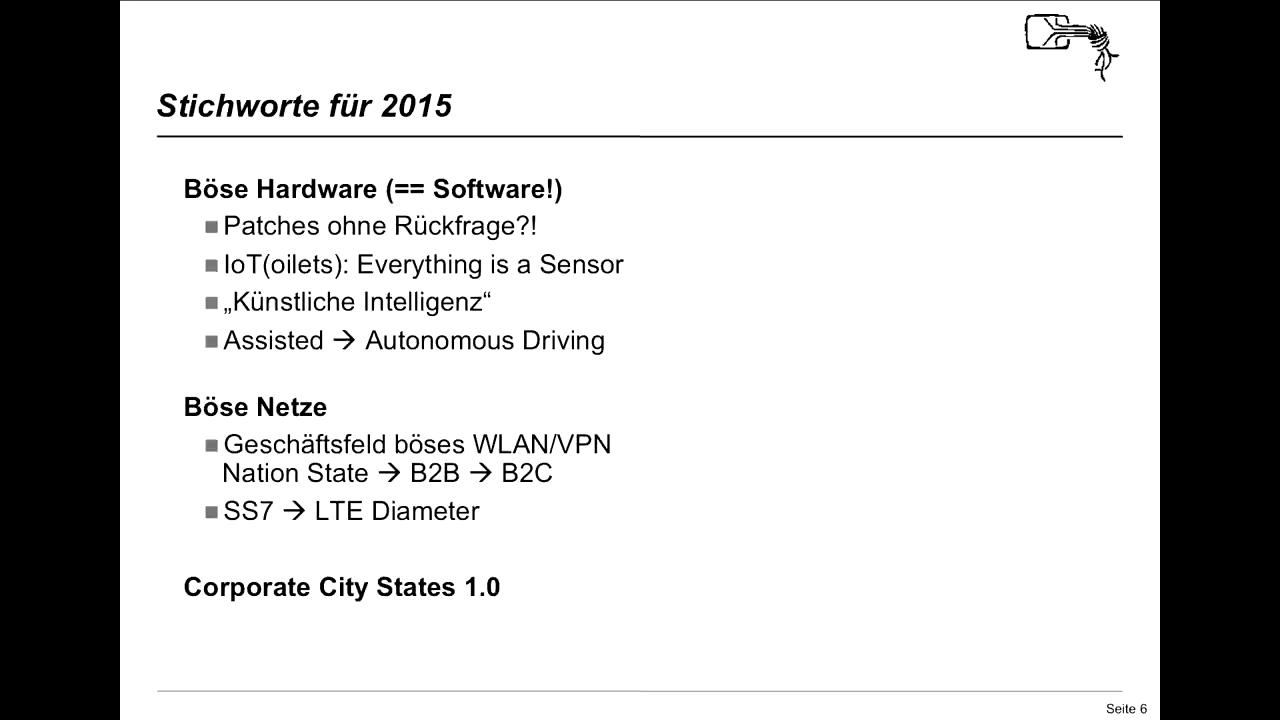 Stichworte für 2015
Böse Hardware (== Software!)
Patches ohne Rückfrage?!
IoT(oilets): Everything is a Sensor
„Künstliche Intelligenz“
Assisted → Autonomous Driving
Böse Netze
Geschäftsfeld böses WLAN/VPN
Nation State → B2B → B2C
SS7 → LTE Diameter
Corporate City States 1.0
Seite 6